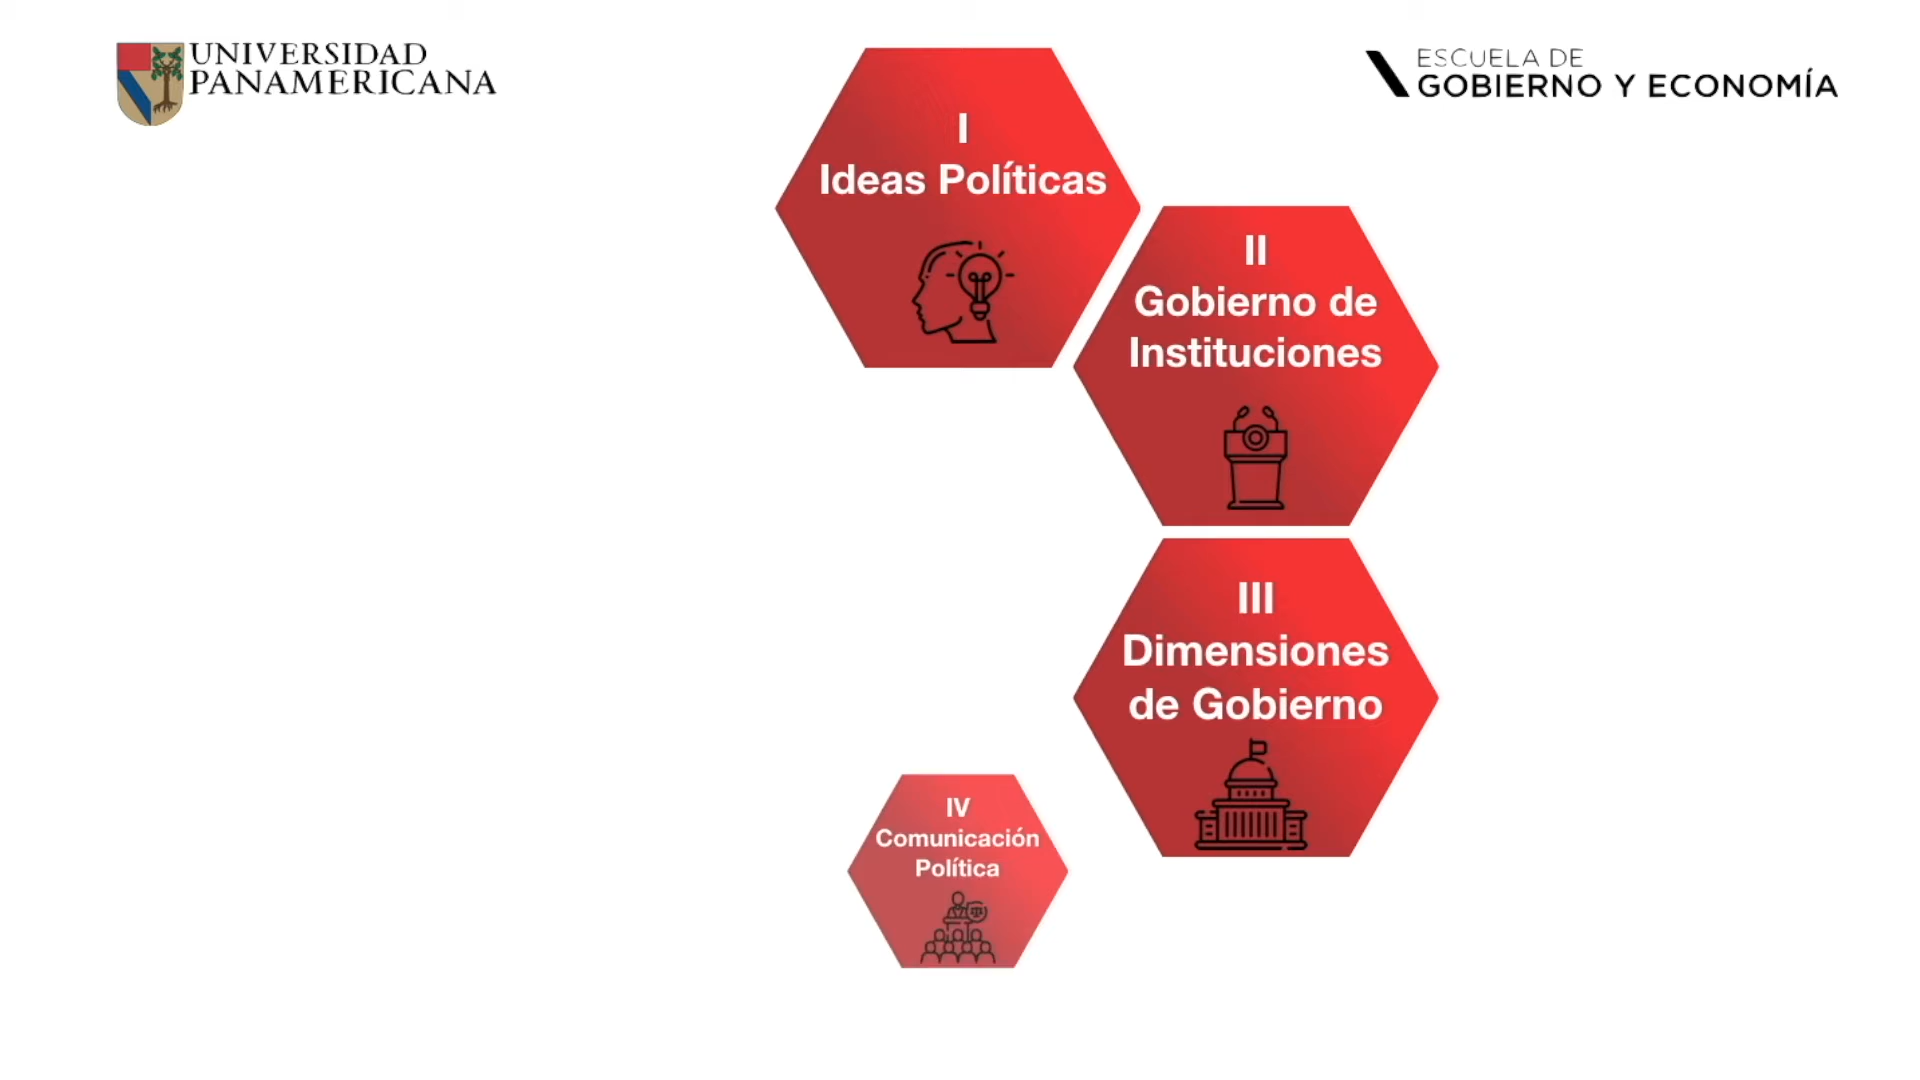 UNIVERSIDAD
PANAMERICANA
ESCUELA DE
GOBIERNO Y ECONOMÍA
I
Ideas Políticas
II
Gobierno de
Instituciones
III
Dimensiones
de Gobierno
IV
Comunicación
Política